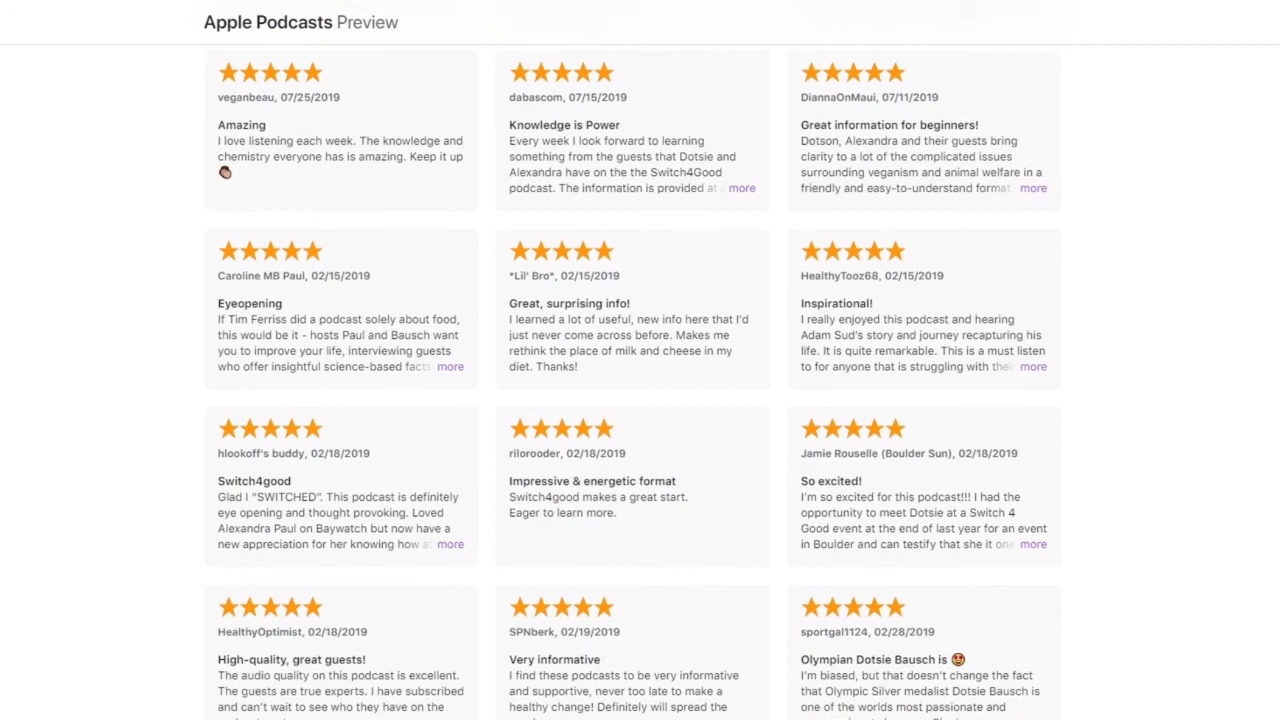 Apple Podcasts Preview
veganbeau, 07/25/2019
Amazing
I love listening each week. The knowledge and
chemistry everyone has is amazing. Keep it up
👏🏽
dabascom, 07/15/2019
Knowledge is Power
Every week I look forward to learning
something from the guests that Dotsie and
Alexandra have on the the Switch4Good
podcast. The information is provided at a more
DiannaOnMaui, 07/11/2019
Great information for beginners!
Dotson, Alexandra and their guests bring
clarity to a lot of the complicated issues
surrounding veganism and animal welfare in a
friendly and easy-to-understand format, more
Caroline MB Paul, 02/15/2019
Eyeopening
If Tim Ferriss did a podcast solely about food,
this would be it - hosts Paul and Bausch want
you to improve your life, interviewing guests
who offer insightful science-based facts more
*Lil' Bro*, 02/15/2019
Great, surprising info!
I learned a lot of useful, new info here that I'd
just never come across before. Makes me
rethink the place of milk and cheese in my
diet. Thanks!
HealthyTooz68, 02/15/2019
Inspirational!
I really enjoyed this podcast and hearing
Adam Sud’s story and journey recapturing his
life. It is quite remarkable. This is a must listen
to for anyone that is struggling with their more
hlookoff's buddy, 02/18/2019
Switch4good
Glad I “SWITCHED”. This podcast is definitely
eye opening and thought provoking. Loved
Alexandra Paul on Baywatch but now have a
new appreciation for her knowing how more
rilorooder, 02/18/2019
Impressive & energetic format
Switch4good makes a great start.
Eager to learn more.
Jamie Rouselle (Boulder Sun), 02/18/2019
So excited!
I’m so excited for this podcast!!! I had the
opportunity to meet Dotsie at a Switch 4
Good event at the end of last year for an event
in Boulder and can testify that she it one more
HealthyOptimist, 02/18/2019
High-quality, great guests!
The audio quality on this podcast is excellent.
The guests are true experts. I have subscribed
and can’t wait to see who they have on the
SPNberk, 02/19/2019
Very informative
I find these podcasts to be very informative
and supportive, never too late to make a
healthy change! Definitely will spread the
sportgal1124, 02/28/2019
Olympian Dotsie Bausch is 🤩
I’m biased, but that doesn’t change the fact
that Olympic Silver medalist Dotsie Bausch is
one of the worlds most passionate and